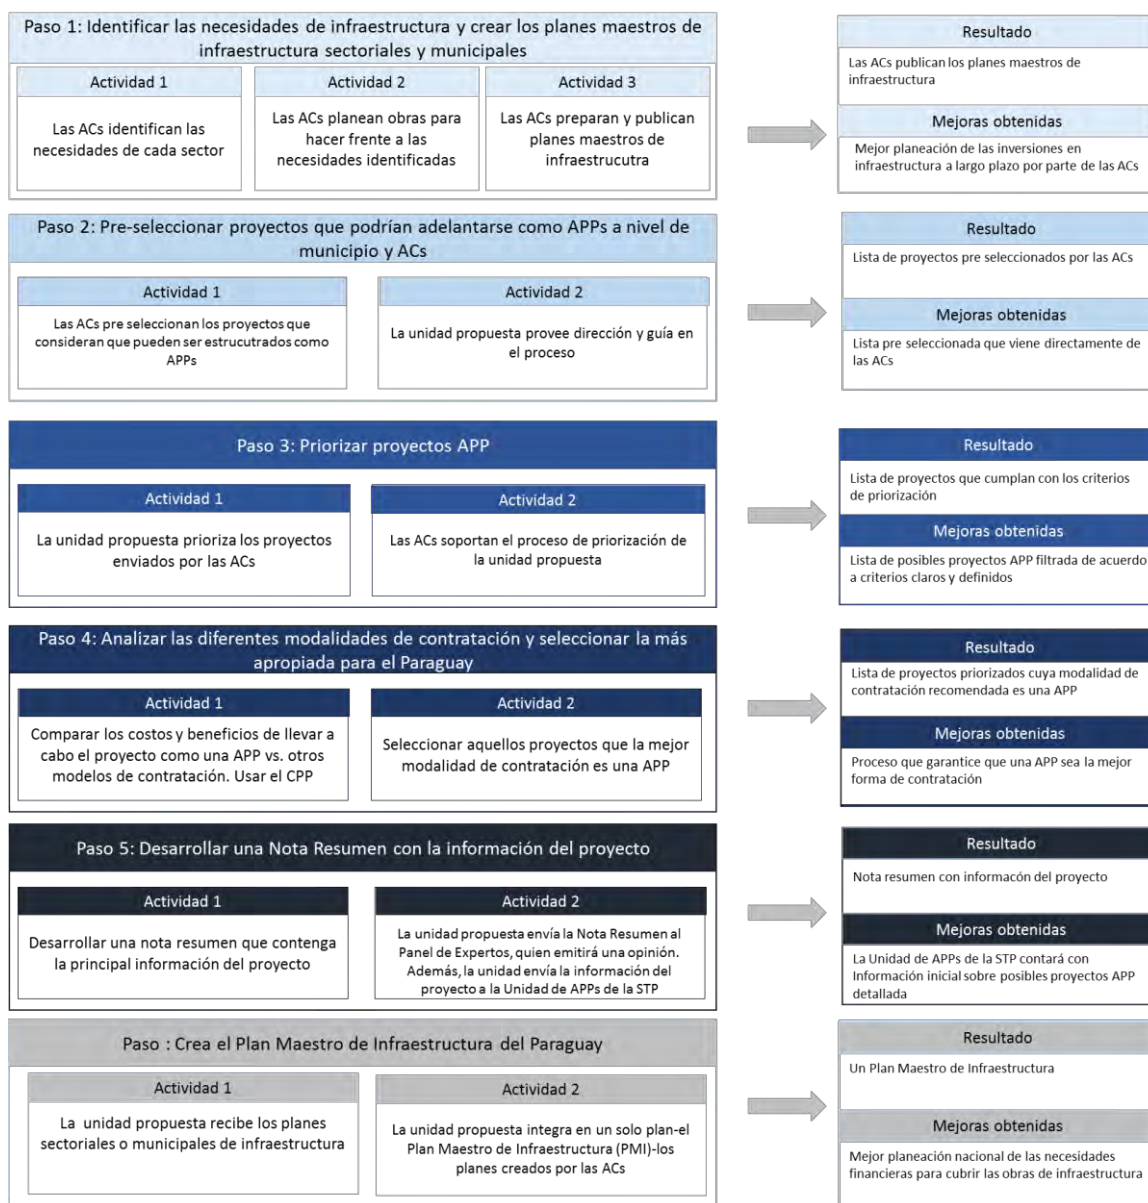 Paso 1: Identificar las necesidades de infraestructura y crear los planes maestros de
infraestructura sectoriales y municipales
Actividad 1
Las ACs identifican las
necesidades de cada sector
Actividad 2
Las ACs planean obras para
hacer frente a las
necesidades identificadas
Actividad 3
Las ACs preparan y publican
planes maestros de
infraestrucutra
Resultado
Las ACs publican los planes maestros de
infraestructura
Mejoras obtenidas
Mejor planeación de las inversiones en
infraestructura a largo plazo por parte de las ACs
Paso 2: Pre-seleccionar proyectos que podrían adelantarse como APPs a nivel de
municipio y ACs
Actividad 1
Las ACs pre seleccionan los proyectos que
consideran que pueden ser estrucutrados como
APPs
Actividad 2
La unidad propuesta provee dirección y guía en
el proceso
Resultado
Lista de proyectos pre seleccionados por las ACs
Mejoras obtenidas
Lista pre seleccionada que viene directamente de
las ACs
Paso 3: Priorizar proyectos APP
Actividad 1
La unidad propuesta prioriza los proyectos
enviados por las ACs
Actividad 2
Las ACs soportan el proceso de priorización de
la unidad propuesta
Resultado
Lista de proyectos que cumplan con los criterios
de priorización
Mejoras obtenidas
Lista de posibles proyectos APP filtrada de acuerdo
a criterios claros y definidos
Paso 4: Analizar las diferentes modalidades de contratación y seleccionar la más
apropiada para el Paraguay
Actividad 1
Comparar los costos y beneficios de llevar a
cabo el proyecto como una APP vs. otros
modelos de contratación. Usar el CPP
Actividad 2
Seleccionar aquellos proyectos que la mejor
modalidad de contratación es una APP
Resultado
Lista de proyectos priorizados cuya modalidad de
contratación recomendada es una APP
Mejoras obtenidas
Proceso que garantice que una APP sea la mejor
forma de contratación
Paso 5: Desarrollar una Nota Resumen con la información del proyecto
Actividad 1
Desarrollar una nota resumen que contenga
la principal información del proyecto
Actividad 2
La unidad propuesta envía la Nota Resumen al
Panel de Expertos, quien emitirá una opinión.
Además, la unidad envía la información del
proyecto a la Unidad de APPs de la STP
Resultado
Nota resumen con informacón del proyecto
Mejoras obtenidas
La Unidad de APPs de la STP contará con
Información inicial sobre posibles proyectos APP
detallada
Paso : Crea el Plan Maestro de Infraestructura del Paraguay
Actividad 1
La unidad propuesta recibe los planes
sectoriales o municipales de infraestructura
Actividad 2
La unidad propuesta integra en un solo plan-el
Plan Maestro de Infraestructura (PMI)-los
planes creados por las ACs
Resultado
Un Plan Maestro de Infraestructura
Mejoras obtenidas
Mejor planeación nacional de las necesidades
financieras para cubrir las obras de infraestructura